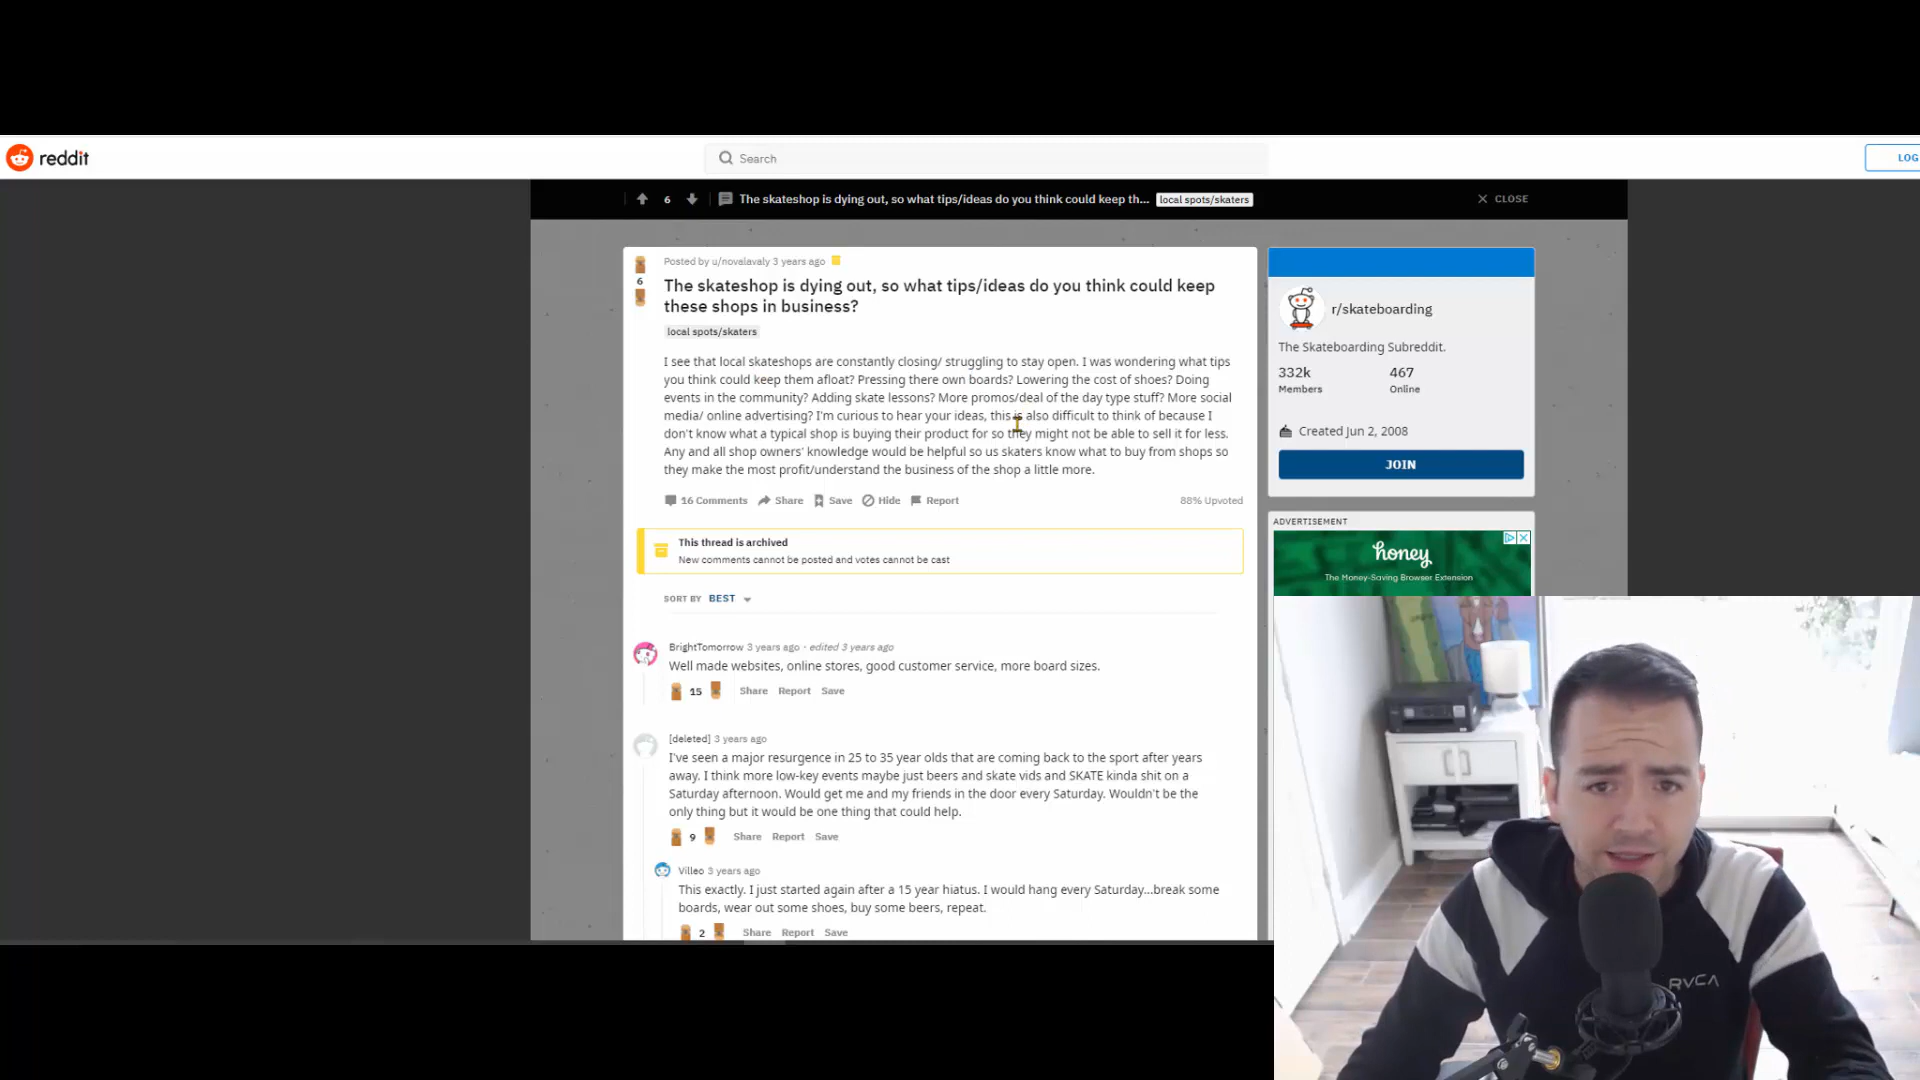 reddit
Search
LOG
6
The skateshop is dying out, so what tips/ideas do you think could keep th...
local spots/skaters
CLOSE
Posted by u/novalavaly 3 years ago
6
The skateshop is dying out, so what tips/ideas do you think could keep
these shops in business?
local spots/skaters
I see that local skateshops are constantly closing/ struggling to stay open. I was wondering what tips
you think could keep them afloat? Pressing there own boards? Lowering the cost of shoes? Doing
events in the community? Adding skate lessons? More promos/deal of the day type stuff? More social
media/ online advertising? I'm curious to hear your ideas, this is also difficult to think of because I
don't know what a typical shop is buying their product for so they might not be able to sell it for less.
Any and all shop owners' knowledge would be helpful so us skaters know what to buy from shops so
they make the most profit/understand the business of the shop a little more.
16 Comments
Share
Save
Hide
Report
88% Upvoted
This thread is archived
New comments cannot be posted and votes cannot be cast
SORT BY BEST
BrightTomorrow 3 years ago · edited 3 years ago
Well made websites, online stores, good customer service, more board sizes.
15
Share
Report
Save
[deleted] 3 years ago
I've seen a major resurgence in 25 to 35 year olds that are coming back to the sport after years
away. I think more low-key events maybe just beers and skate vids and SKATE kinda shit on a
Saturday afternoon. Would get me and my friends in the door every Saturday. Wouldn't be the
only thing but it would be one thing that could help.
9
Share
Report
Save
Villeo 3 years ago
This exactly. I just started again after a 15 year hiatus. I would hang every Saturday...break some
boards, wear out some shoes, buy some beers, repeat.
2
Share
Report
Save
r/skateboarding
The Skateboarding Subreddit.
332k
467
Members
Online
Created Jun 2, 2008
JOIN
ADVERTISEMENT
honey
The Money-Saving Browser Extension
RVCA